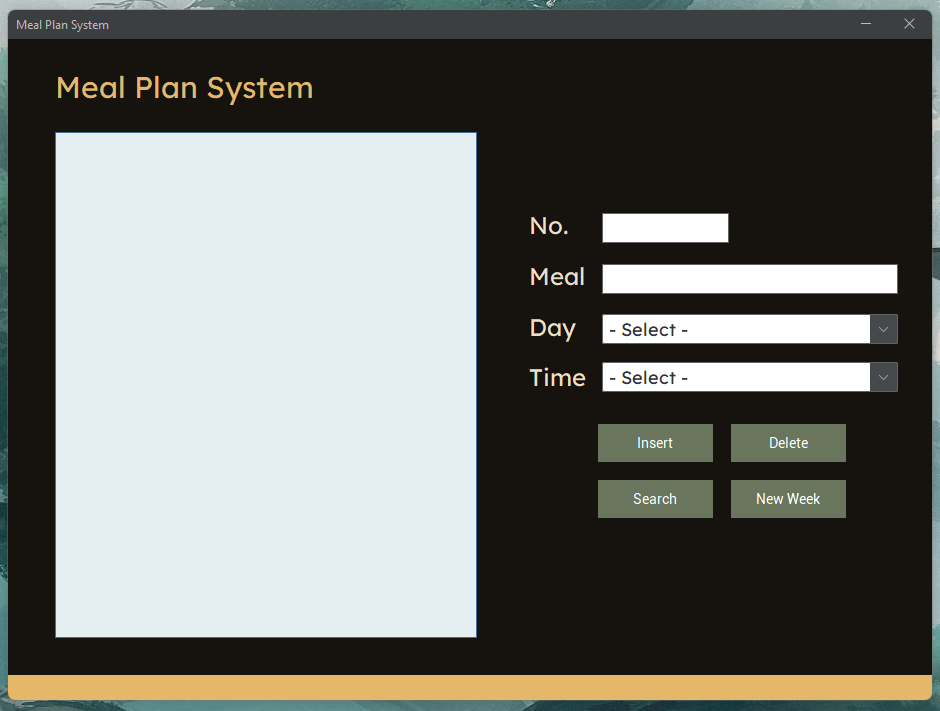 Meal Plan System
Meal Plan System
No.
Meal
Day - Select -
Time - Select -
Insert Delete
Search New Week